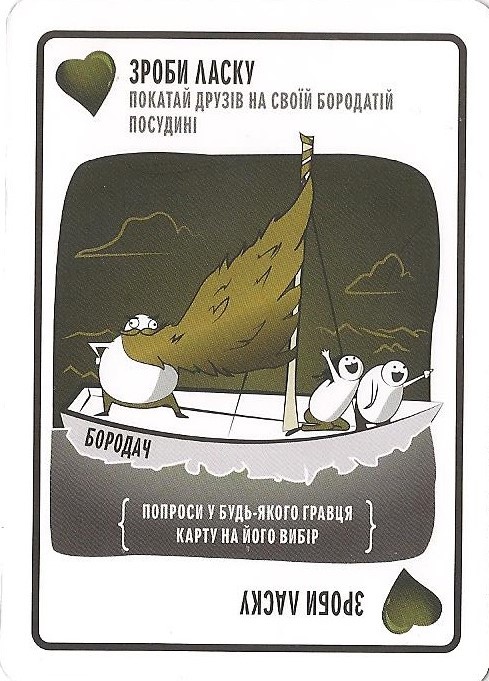 ЗРОБИ ЛАСКУ
ПОКАТАЙ ДРУЗІВ НА СВОЇЙ БОРОДАТІЙ
ПОСУДИНІ
БОРОДАЧ
ПОПРОСИ У БУДЬ-ЯКОГО ГРАВЦЯ
КАРТУ НА ЙОГО ВИБІР
ЗРОБИ ЛАСКУ